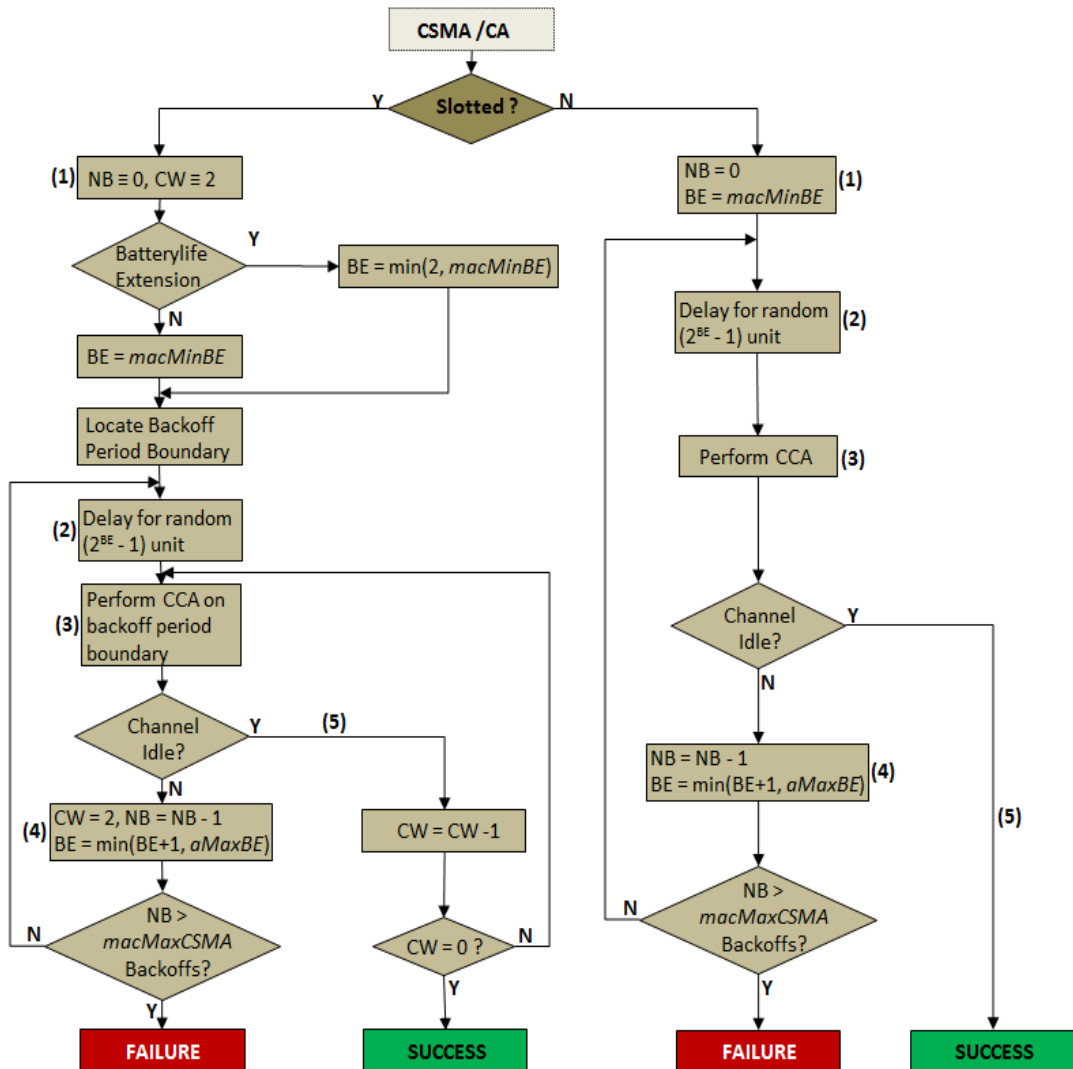 CSMA /CA
Slotted ?
Y
N
(1)
NB ≡ 0, CW ≡ 2
Batterylife
Extension
Y
BE = min(2, macMinBE)
N
BE = macMinBE
Locate Backoff
Period Boundary
(2)
Delay for random
(2^BE - 1) unit
(3)
Perform CCA on
backoff period
boundary
Channel
Idle?
Y
(5)
N
(4)
CW = 2, NB = NB - 1
BE = min(BE+1, aMaxBE)
CW = CW -1
NB >
macMaxCSMA
Backoffs?
N
Y
CW = 0 ?
N
Y
FAILURE
SUCCESS
NB = 0
BE = macMinBE
(1)
Delay for random
(2^BE - 1) unit
(2)
Perform CCA
(3)
Channel
Idle?
Y
N
NB = NB - 1
BE = min(BE+1, aMaxBE)
(4)
(5)
NB >
macMaxCSMA
Backoffs?
N
Y
FAILURE
SUCCESS